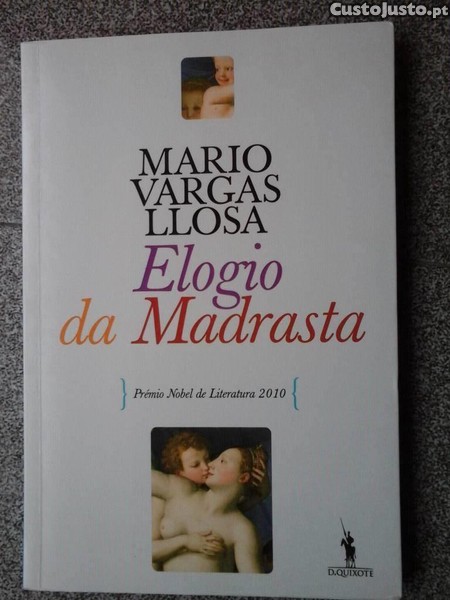 CustoJusto.pt
MARIO
VARGAS
LLOSA
Elogio
da Madrasta
} Prémio Nobel de Literatura 2010 {
D.QUIXOTE